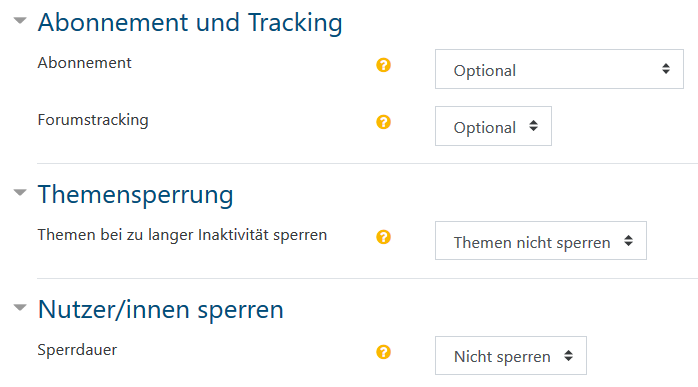 Abonnement und Tracking
Abonnement
Optional
Forumstracking
Optional
Themensperrung
Themen bei zu langer Inaktivität sperren
Themen nicht sperren
Nutzer/innen sperren
Sperrdauer
Nicht sperren